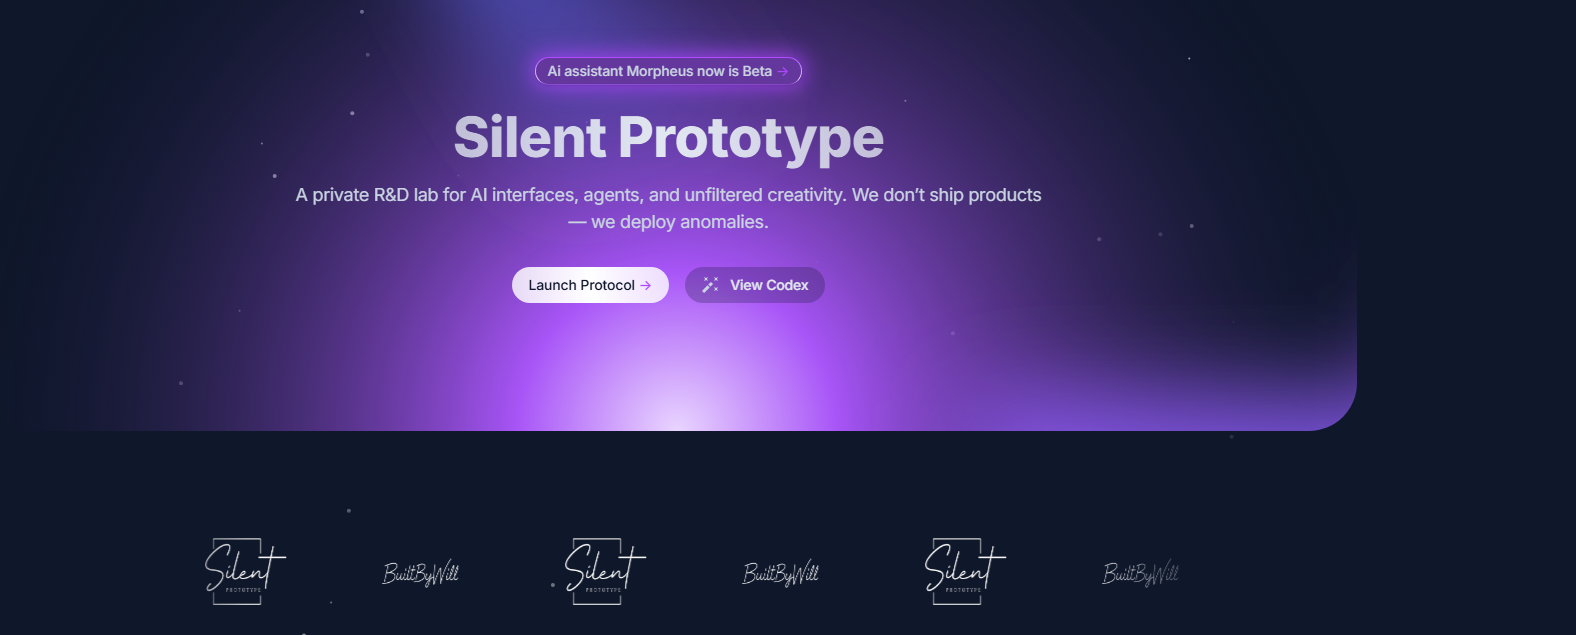 Ai assistant Morpheus now is Beta →
Silent Prototype
A private R&D lab for AI interfaces, agents, and unfiltered creativity. We don’t ship products
— we deploy anomalies.
Launch Protocol →
View Codex
Silent
PROTOTYPE
BuiltByWill
Silent
PROTOTYPE
BuiltByWill
Silent
PROTOTYPE
BuiltByWill